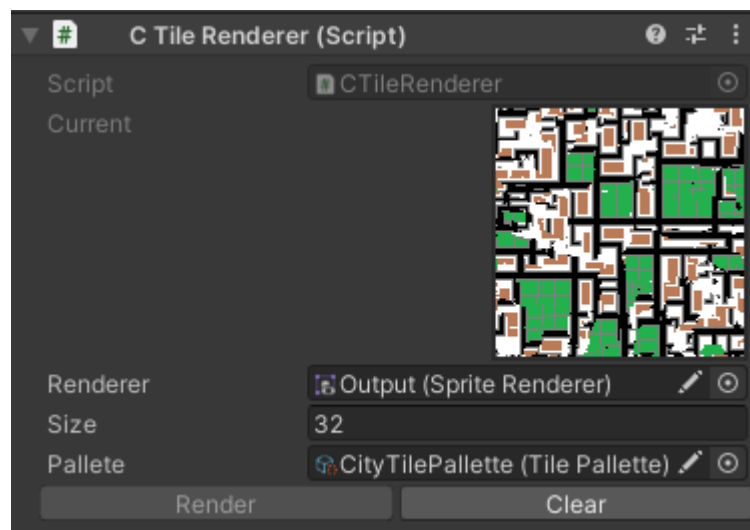 C Tile Renderer (Script)
Script CTileRenderer
Current
Renderer Output (Sprite Renderer)
Size 32
Pallete CityTilePallette (Tile Pallette)
Render Clear